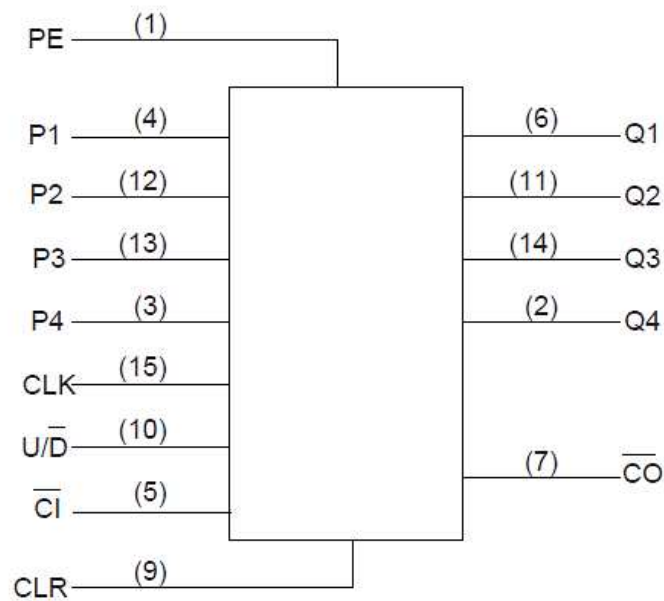 PE (1)
P1 (4) (6) Q1
P2 (12) (11) Q2
P3 (13) (14) Q3
P4 (3) (2) Q4
CLK (15)
U/D̅ (10)
C̅I̅ (5) (7) C̅O̅
CLR (9)